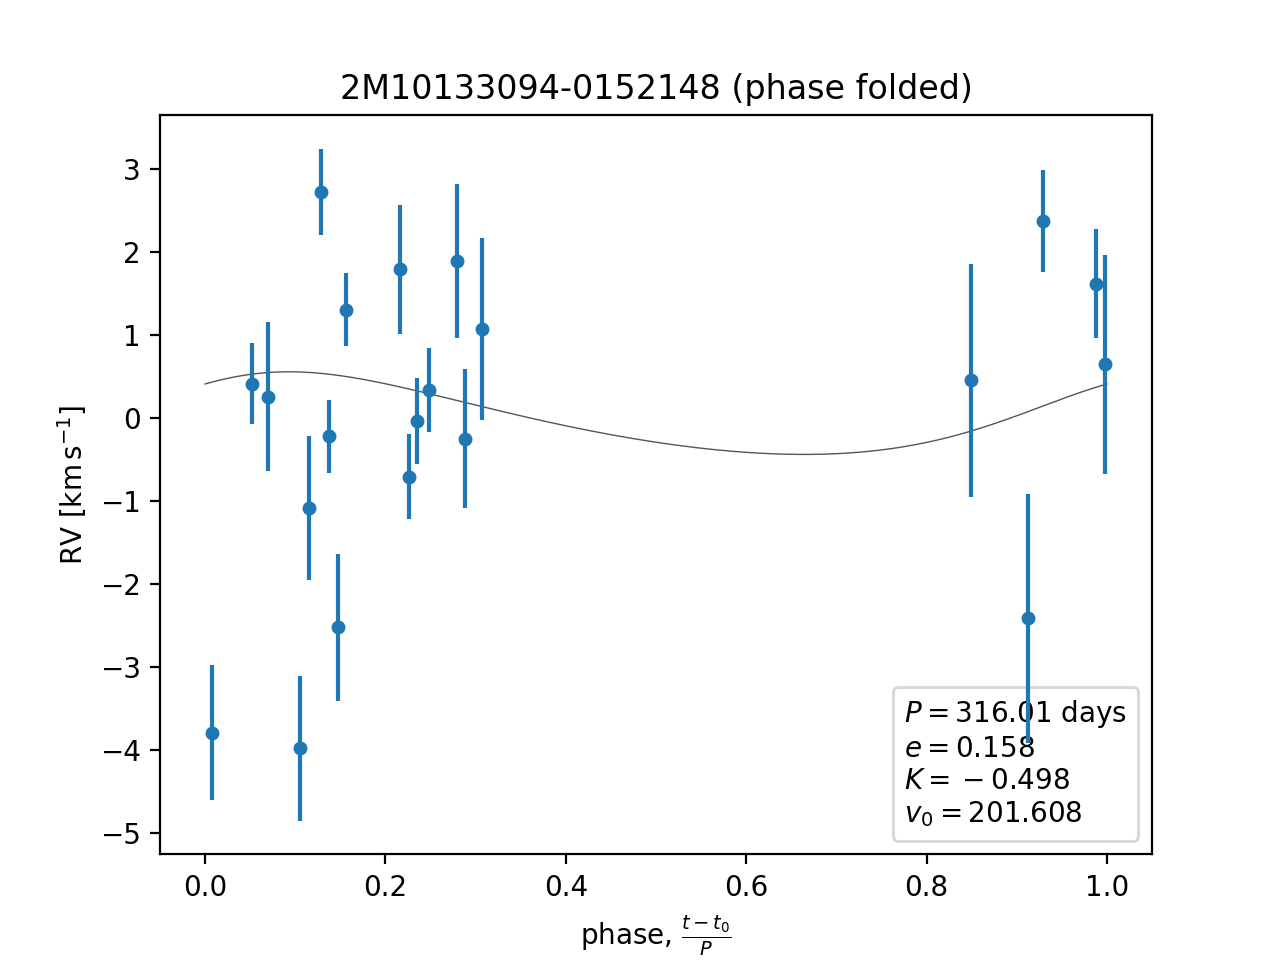 2M10133094-0152148 (phase folded)
RV [km s⁻¹]
3
2
1
0
−1
−2
−3
−4
−5
P = 316.01 days
e = 0.158
K = −0.498
v₀ = 201.608
0.0 0.2 0.4 0.6 0.8 1.0
phase, (t − t₀)/P